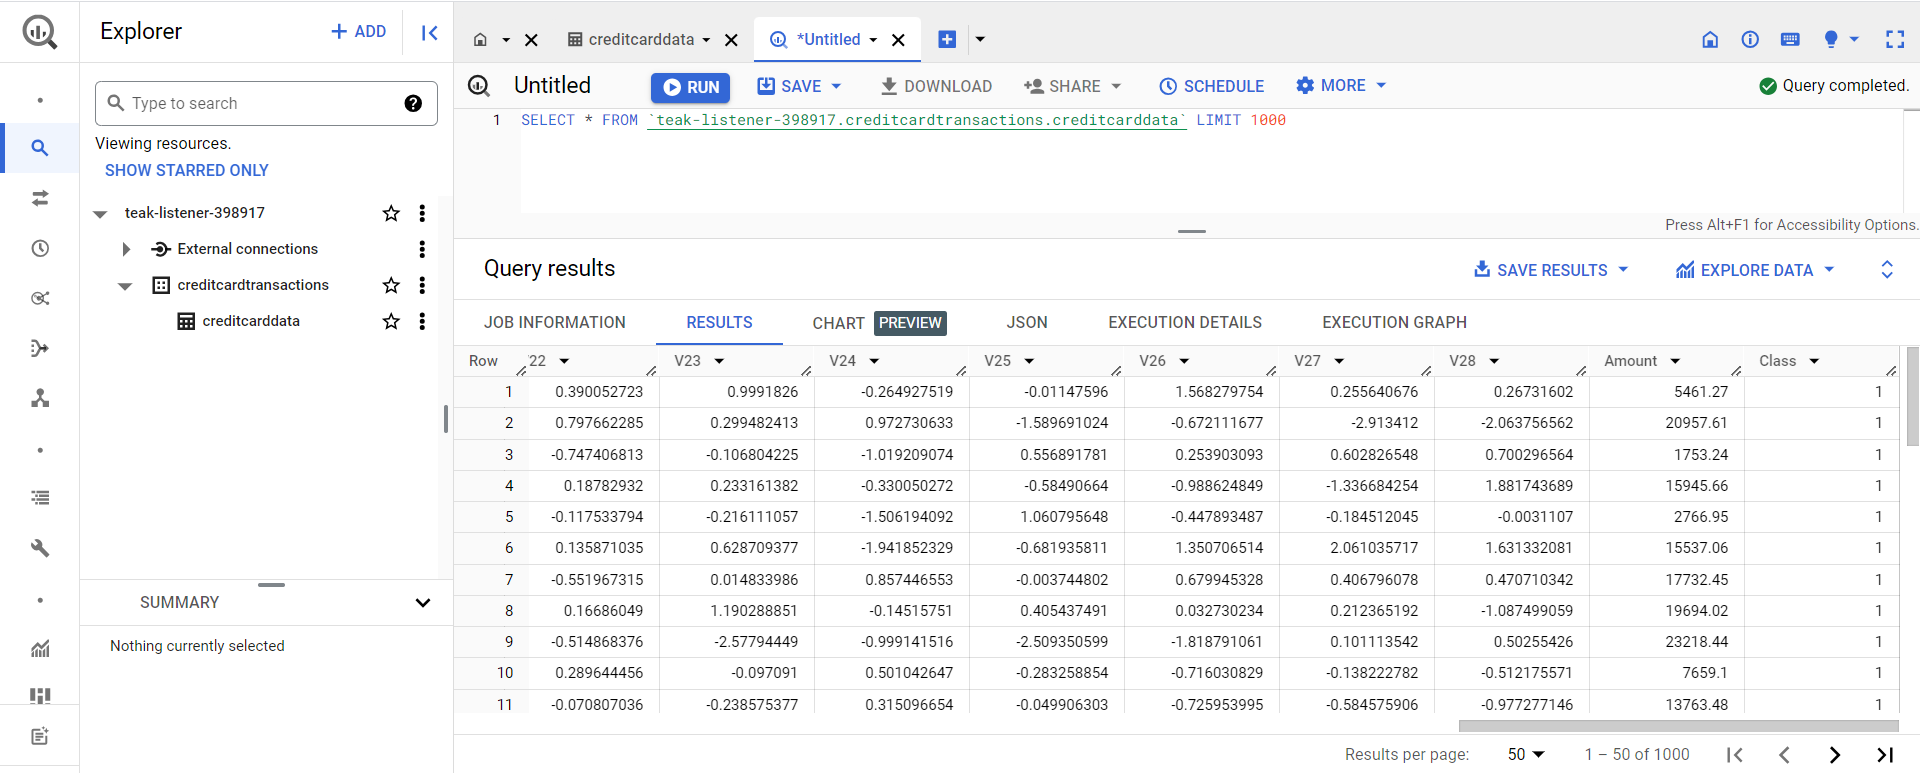 Explorer
+ ADD
Type to search
Viewing resources.
SHOW STARRED ONLY
teak-listener-398917
External connections
creditcardtransactions
creditcarddata
SUMMARY
Nothing currently selected
creditcarddata
*Untitled
Untitled
RUN
SAVE
DOWNLOAD
SHARE
SCHEDULE
MORE
Query completed.
1 SELECT * FROM `teak-listener-398917.creditcardtransactions.creditcarddata` LIMIT 1000
Press Alt+F1 for Accessibility Options.
Query results
SAVE RESULTS
EXPLORE DATA
JOB INFORMATION RESULTS CHART PREVIEW JSON EXECUTION DETAILS EXECUTION GRAPH
Row 22 V23 V24 V25 V26 V27 V28 Amount Class
1 0.390052723 0.9991826 -0.264927519 -0.01147596 1.568279754 0.255640676 0.26731602 5461.27 1
2 0.797662285 0.299482413 0.972730633 -1.589691024 -0.672111677 -2.913412 -2.063756562 20957.61 1
3 -0.747406813 -0.106804225 -1.019209074 0.556891781 0.253903093 0.602826548 0.700296564 1753.24 1
4 0.18782932 0.233161382 -0.330050272 -0.58490664 -0.988624849 -1.336684254 1.881743689 15945.66 1
5 -0.117533794 -0.216111057 -1.506194092 1.060795648 -0.447893487 -0.184512045 -0.0031107 2766.95 1
6 0.135871035 0.628709377 -1.941852329 -0.681935811 1.350706514 2.061035717 1.631332081 15537.06 1
7 -0.551967315 0.014833986 0.857446553 -0.003744802 0.679945328 0.406796078 0.470710342 17732.45 1
8 0.16686049 1.190288851 -0.14515751 0.405437491 0.032730234 0.212365192 -1.087499059 19694.02 1
9 -0.514868376 -2.57794449 -0.999141516 -2.509350599 -1.818791061 0.101113542 0.50255426 23218.44 1
10 0.289644456 -0.097091 0.501042647 -0.283258854 -0.716030829 -0.138222782 -0.512175571 7659.1 1
11 -0.070807036 -0.238575377 0.315096654 -0.049906303 -0.725953995 -0.584575906 -0.977277146 13763.48 1
Results per page: 50 1 – 50 of 1000